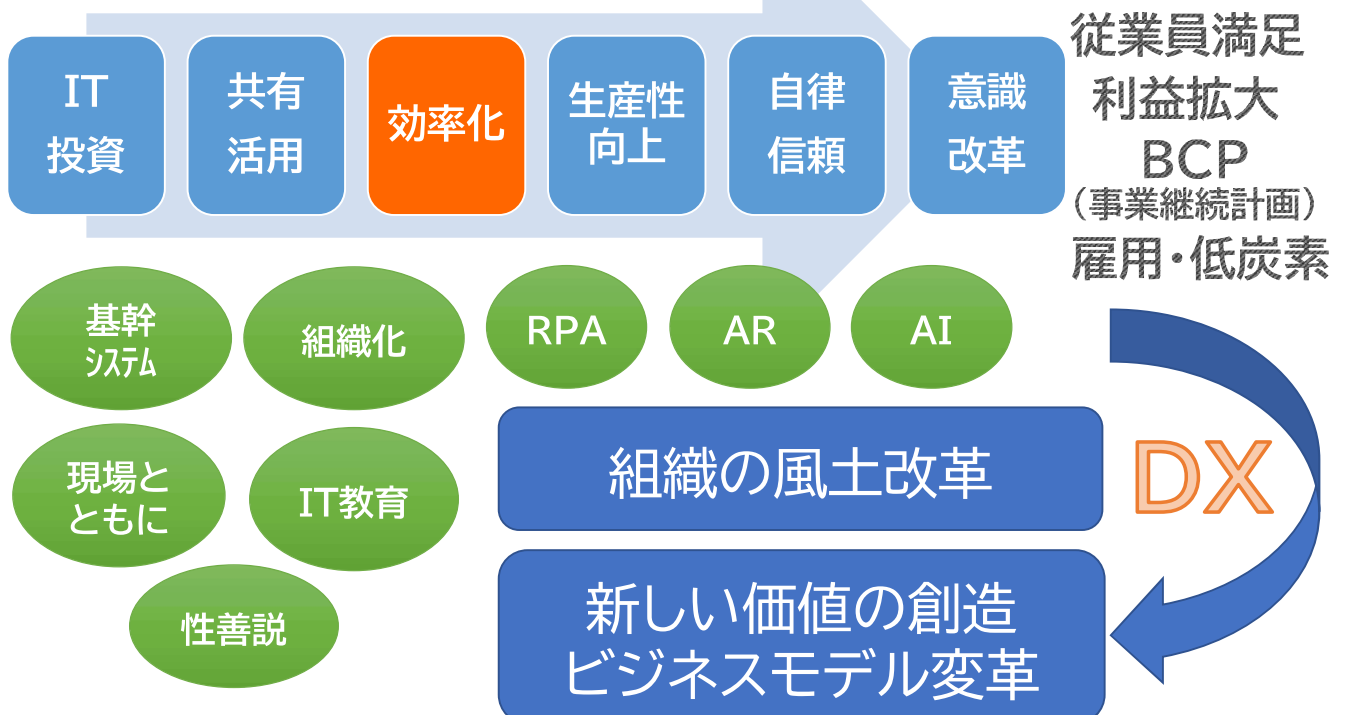 IT
投資
共有
活用
効率化
生産性
向上
自律
信頼
意識
改革
従業員満足
利益拡大
BCP
（事業継続計画）
雇用・低炭素
基幹
システム
組織化
RPA
AR
AI
現場と
ともに
IT教育
性善説
組織の風土改革
DX
新しい価値の創造
ビジネスモデル変革